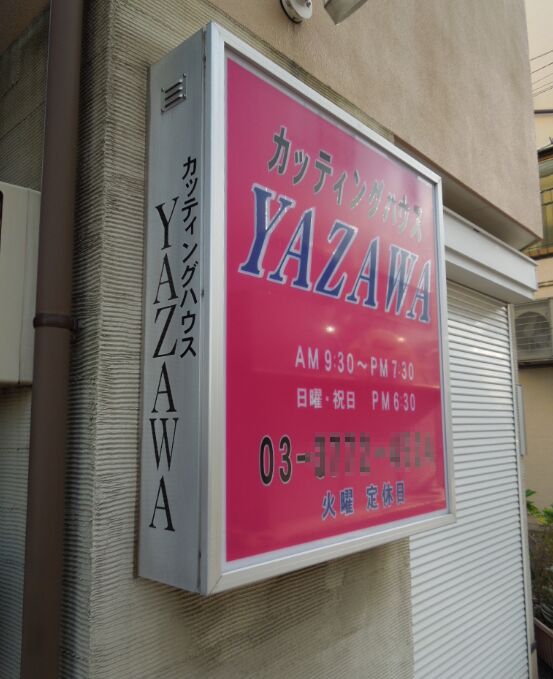 カッティングハウス
YAZAWA
カッティングハウス
YAZAWA
AM 9:30〜PM 7:30
日曜・祝日 PM 6:30
03-
火曜 定休日